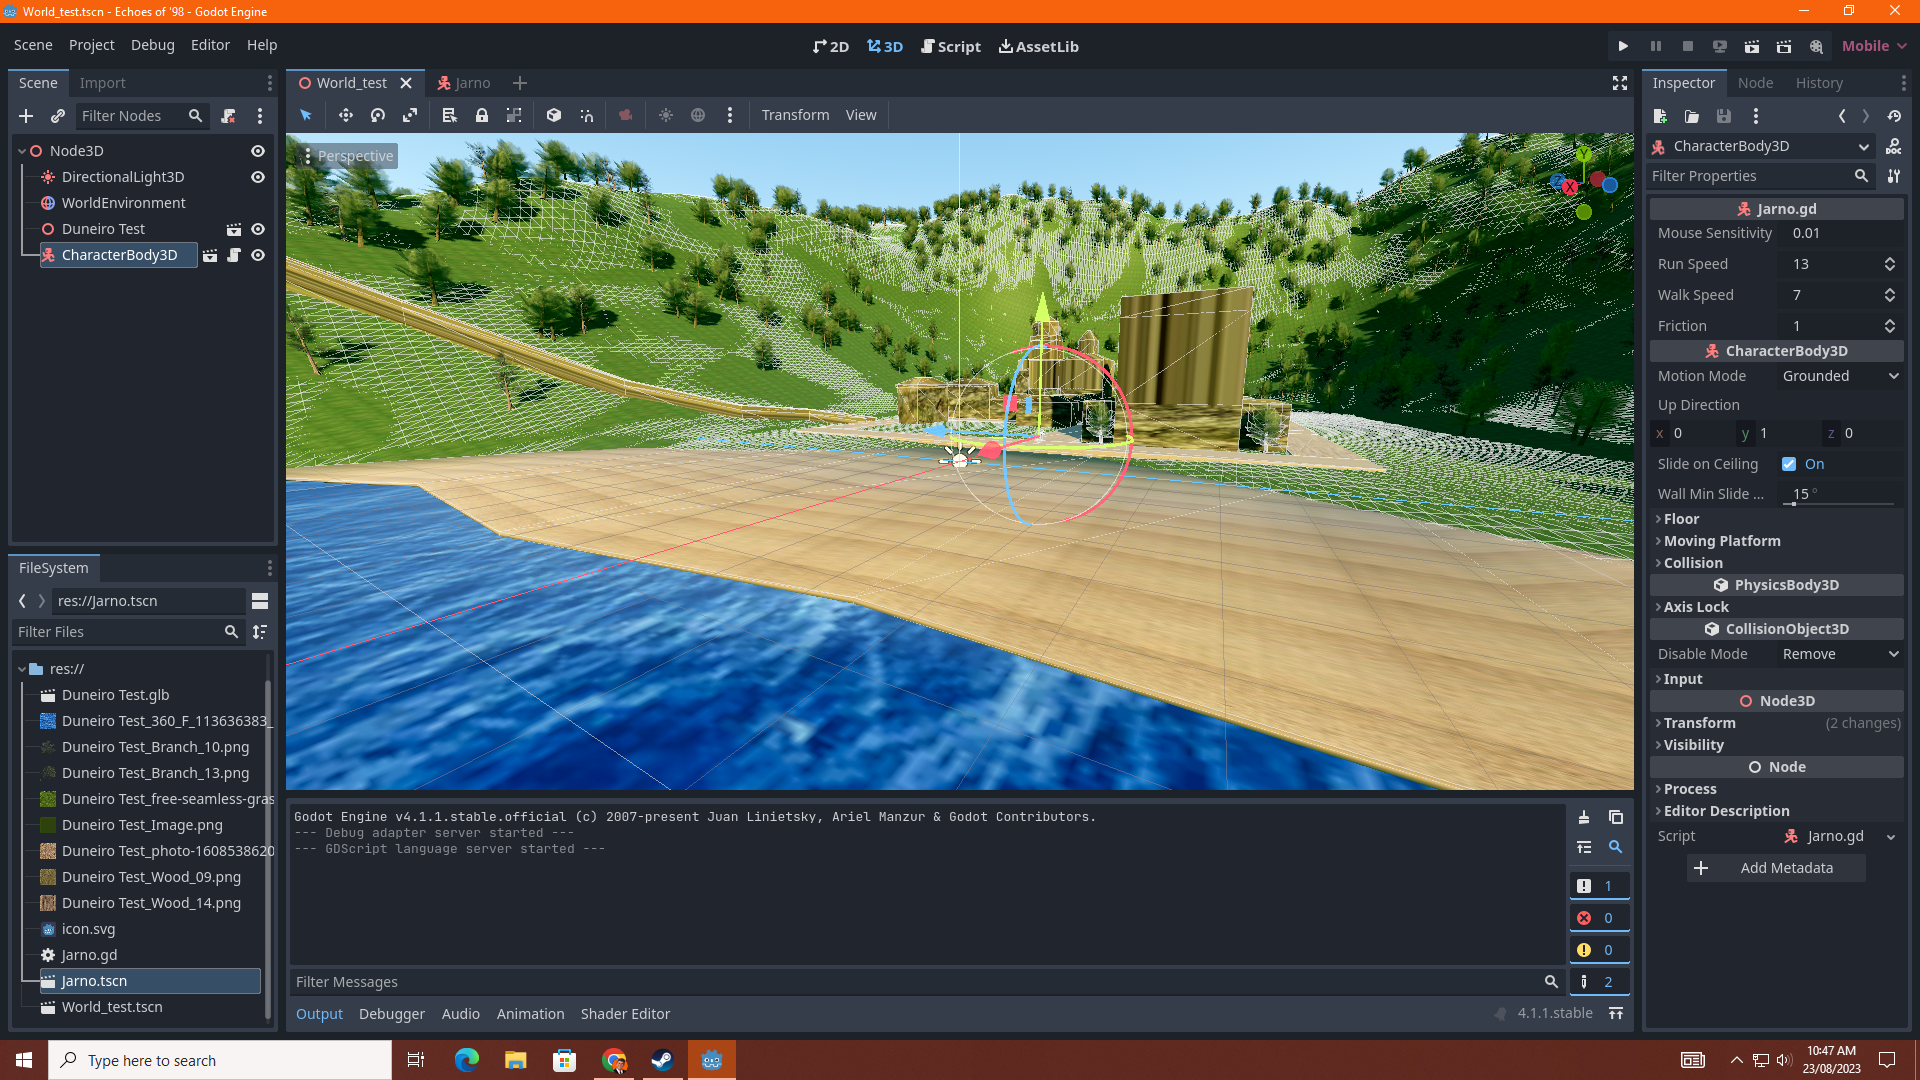 World_test.tscn - Echoes of '98 - Godot Engine
Scene Project Debug Editor Help
2D 3D Script AssetLib
Mobile
Scene Import
Filter Nodes
Node3D
DirectionalLight3D
WorldEnvironment
Duneiro Test
CharacterBody3D
FileSystem
res://Jarno.tscn
Filter Files
res://
Duneiro Test.glb
Duneiro Test_360_F_113636383_
Duneiro Test_Branch_10.png
Duneiro Test_Branch_13.png
Duneiro Test_free-seamless-gras
Duneiro Test_Image.png
Duneiro Test_photo-1608538620
Duneiro Test_Wood_09.png
Duneiro Test_Wood_14.png
icon.svg
Jarno.gd
Jarno.tscn
World_test.tscn
World_test Jarno
Transform View
Perspective
Y
X
Godot Engine v4.1.1.stable.official (c) 2007-present Juan Linietsky, Ariel Manzur & Godot Contributors.
--- Debug adapter server started ---
--- GDScript language server started ---
1
0
0
2
Filter Messages
Output Debugger Audio Animation Shader Editor
4.1.1.stable
Inspector Node History
CharacterBody3D
Filter Properties
Jarno.gd
Mouse Sensitivity 0.01
Run Speed 13
Walk Speed 7
Friction 1
CharacterBody3D
Motion Mode Grounded
Up Direction
x 0 y 1 z 0
Slide on Ceiling On
Wall Min Slide ... 15 °
Floor
Moving Platform
Collision
PhysicsBody3D
Axis Lock
CollisionObject3D
Disable Mode Remove
Input
Node3D
Transform (2 changes)
Visibility
Node
Process
Editor Description
Script Jarno.gd
Add Metadata
Type here to search
10:47 AM
23/08/2023